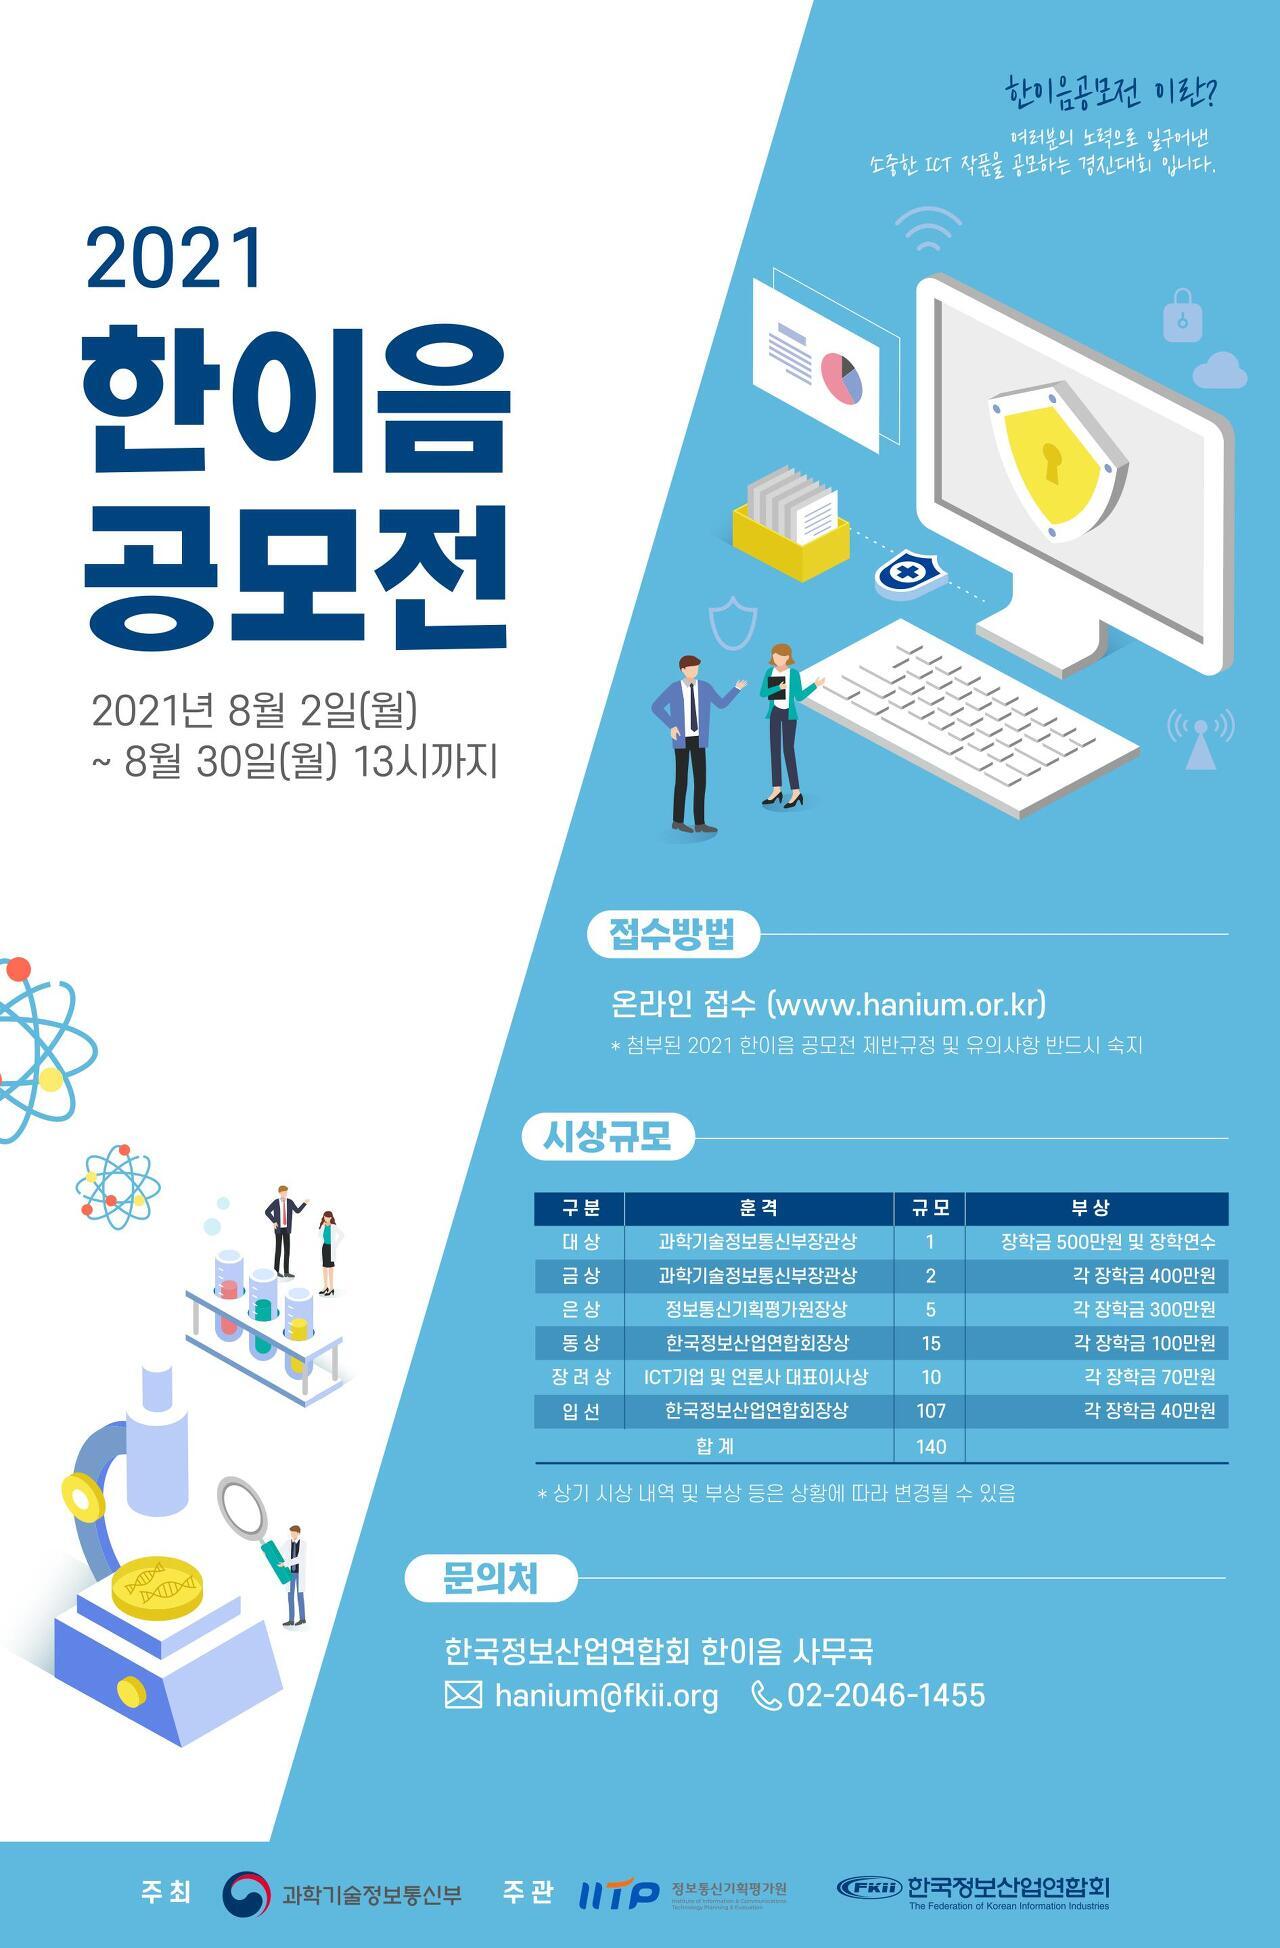 한이음공모전 이란?
여러분의 노력으로 일구어낸
소중한 ICT 작품을 공모하는 경진대회 입니다.
2021
한이음
공모전
2021년 8월 2일(월)
~ 8월 30일(월) 13시까지
접수방법
온라인 접수 (www.hanium.or.kr)
* 첨부된 2021 한이음 공모전 제반규정 및 유의사항 반드시 숙지
시상규모
구분 훈격 규모 부상
대상 과학기술정보통신부장관상 1 장학금 500만원 및 장학연수
금상 과학기술정보통신부장관상 2 각 장학금 400만원
은상 정보통신기획평가원장상 5 각 장학금 300만원
동상 한국정보산업연합회장상 15 각 장학금 100만원
장려상 ICT기업 및 언론사 대표이사상 10 각 장학금 70만원
입선 한국정보산업연합회장상 107 각 장학금 40만원
합계 140
* 상기 시상 내역 및 부상 등은 상황에 따라 변경될 수 있음
문의처
한국정보산업연합회 한이음 사무국
hanium@fkii.org 02-2046-1455
주최 과학기술정보통신부 주관 IITP 정보통신기획평가원 FKII 한국정보산업연합회
Institute of Information & Communications
Technology Planning & Evaluation
The Federation of Korean Information Industries